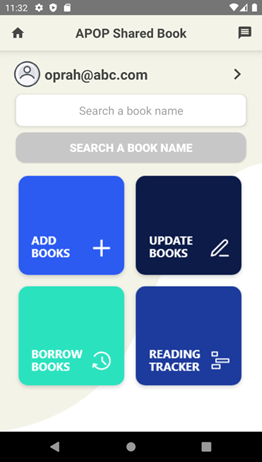 11:32
APOP Shared Book
oprah@abc.com
Search a book name
SEARCH A BOOK NAME
ADD
BOOKS
UPDATE
BOOKS
BORROW
BOOKS
READING
TRACKER